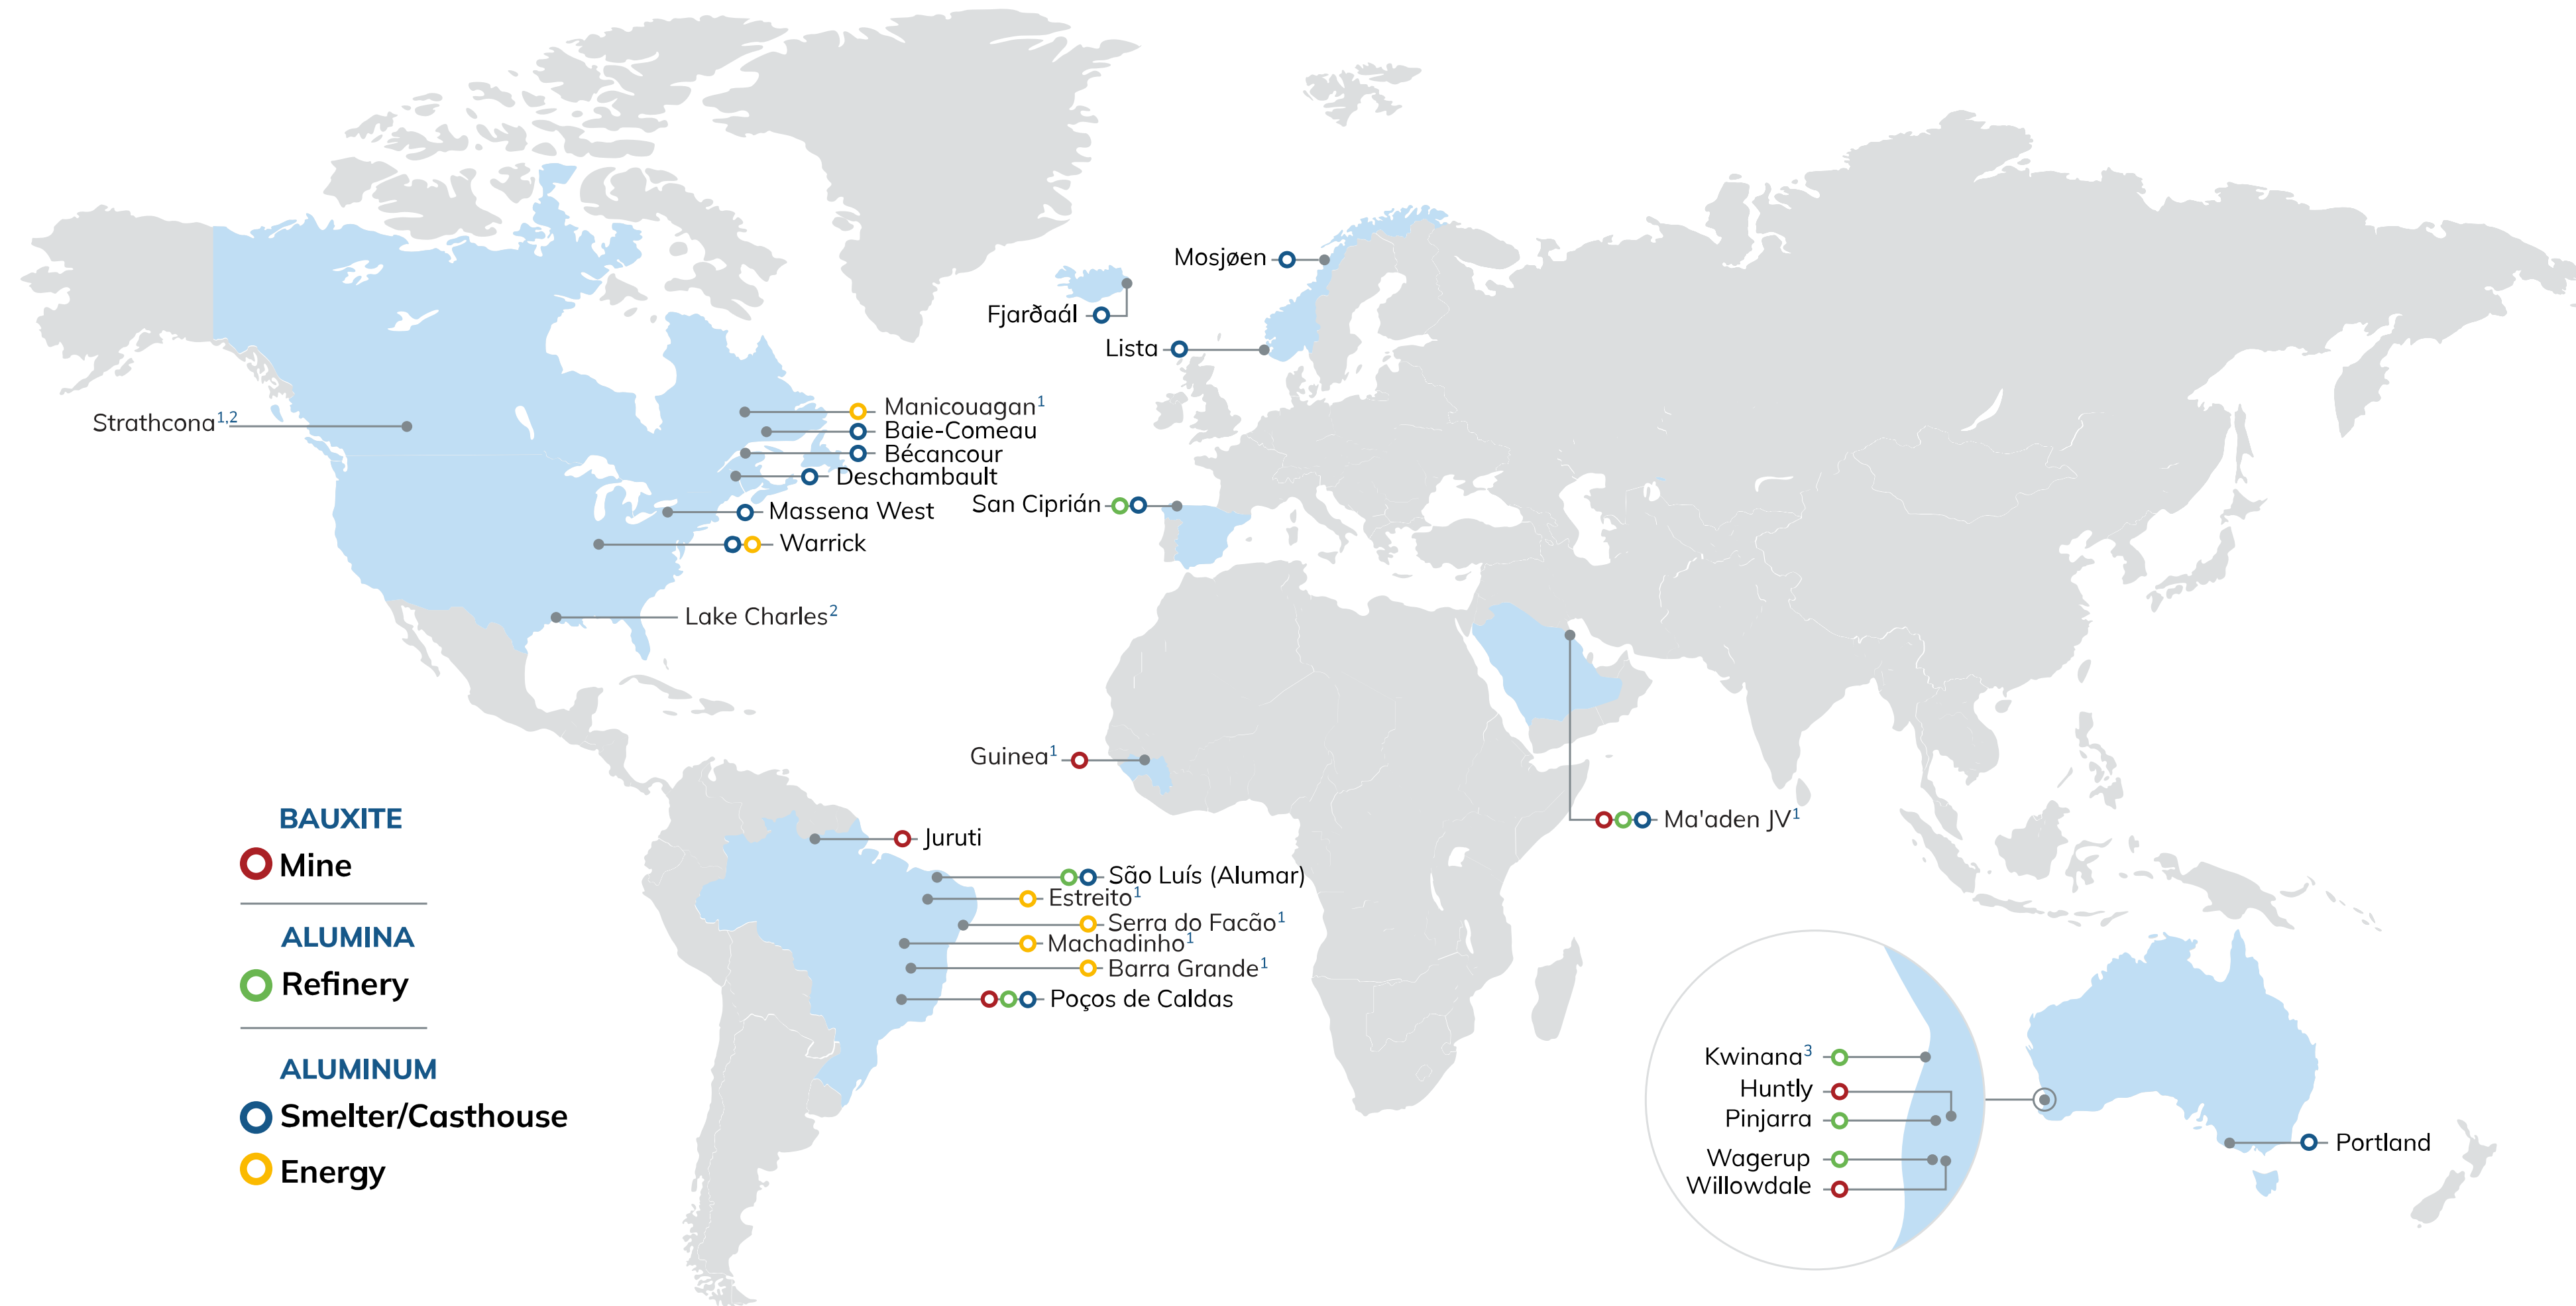 Mosjøen
Fjarðaál
Lista
Strathcona1,2
Manicouagan1
Baie-Comeau
Bécancour
Deschambault
Massena West
San Ciprián
Warrick
Lake Charles2
Guinea1
Ma'aden JV1
Juruti
São Luís (Alumar)
Estreito1
Serra do Facão1
Machadinho1
Barra Grande1
Poços de Caldas
BAUXITE
Mine
ALUMINA
Refinery
ALUMINUM
Smelter/Casthouse
Energy
Kwinana3
Huntly
Pinjarra
Wagerup
Willowdale
Portland